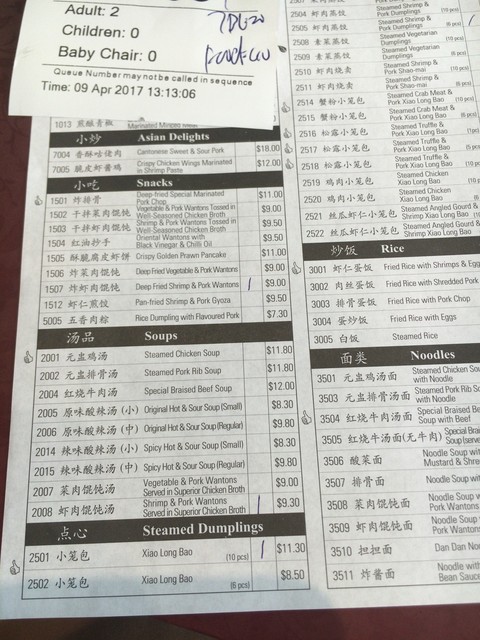 Adult: 2
Children: 0
Baby Chair: 0
Queue Number may not be called in sequence
Time: 09 Apr 2017 13:13:06
1013 煎酿青椒
小炒 Asian Delights
7004 香酥咕佬肉 Cantonese Sweet & Sour Pork $18.00
7005 脆皮虾酱鸡 Crispy Chicken Wings Marinated in Shrimp Paste $12.00
小吃 Snacks
1501 炸排骨 Deep-fried Special Marinated Pork Chop $11.00
1502 干拌菜肉馄饨 Vegetable & Pork Wantons Tossed in Well-Seasoned Chicken Broth $9.00
1503 干拌虾肉馄饨 Shrimp & Pork Wantons Tossed in Well-Seasoned Chicken Broth $9.50
1504 红油抄手 Oriental Wantons with Black Vinegar & Chilli Oil $9.50
1505 酥脆腐皮虾饼 Crispy Golden Prawn Pancake $11.00
1506 炸菜肉馄饨 Deep Fried Vegetable & Pork Wantons $9.00
1507 炸虾肉馄饨 Deep Fried Shrimp & Pork Wantons 1 $9.00
1512 虾仁煎饺 Pan-fried Shrimp & Pork Gyoza $9.50
5005 五香肉粽 Rice Dumpling with Flavoured Pork $7.30
汤品 Soups
2001 元盅鸡汤 Steamed Chicken Soup $11.80
2002 元盅排骨汤 Steamed Pork Rib Soup $11.80
2004 红烧牛肉汤 Special Braised Beef Soup $12.00
2005 原味酸辣汤 (小) Original Hot & Sour Soup (Small) $8.30
2006 原味酸辣汤 (中) Original Hot & Sour Soup (Regular) $9.80
2014 辣味酸辣汤 (小) Spicy Hot & Sour Soup (Small) $8.30
2015 辣味酸辣汤 (中) Spicy Hot & Sour Soup (Regular) $9.80
2007 菜肉馄饨汤 Vegetable & Pork Wantons Served in Superior Chicken Broth $9.00
2008 虾肉馄饨汤 Shrimp & Pork Wantons Served in Superior Chicken Broth 1 $9.30
点心 Steamed Dumplings
2501 小笼包 Xiao Long Bao (10 pcs) 1 $11.30
2502 小笼包 Xiao Long Bao (6 pcs) $8.50
2504 虾肉蒸饺 Steamed Shrimp & Pork Dumplings (10 pcs)
2505 虾肉蒸饺 Steamed Shrimp & Pork Dumplings (6 pcs)
2508 素菜蒸饺 Steamed Vegetarian Dumplings (10 pcs)
2509 素菜蒸饺 Steamed Vegetarian Dumplings (6 pcs)
2510 虾肉烧卖 Steamed Shrimp & Pork Shao-mai (10 pcs)
2511 虾肉烧卖 Steamed Shrimp & Pork Shao-mai (6 pcs)
2514 蟹粉小笼包 Steamed Crab Meat & Pork Xiao Long Bao (10 pcs)
2515 蟹粉小笼包 Steamed Crab Meat & Pork Xiao Long Bao
2516 松露小笼包 Steamed Truffle & Pork Xiao Long Bao
2517 松露小笼包 Steamed Truffle & Pork Xiao Long Bao
2518 松露小笼包 Steamed Truffle & Pork Xiao Long Bao
2519 鸡肉小笼包 Steamed Chicken Xiao Long Bao
2520 鸡肉小笼包 Steamed Chicken Xiao Long Bao
2521 丝瓜虾仁小笼包 Steamed Angled Gourd & Shrimp Xiao Long Bao
2522 丝瓜虾仁小笼包 Steamed Angled Gourd & Shrimp Xiao Long Bao
炒饭 Rice
3001 虾仁蛋饭 Fried Rice with Shrimps & Egg
3002 肉丝蛋饭 Fried Rice with Shredded Pork
3003 排骨蛋饭 Fried Rice with Pork Chop
3004 蛋炒饭 Fried Rice with Eggs
3005 白饭 Steamed Rice
面类 Noodles
3501 元盅鸡汤面 Steamed Chicken with Noodle
3503 元盅排骨汤面 Steamed Pork Rib with Noodle
3504 红烧牛肉汤面 Special Braised Soup with Beef
3505 红烧牛肉汤面(无牛肉)
3506 酸菜面 Noodle Soup Mustard &
3507 排骨面 Noodle Soup
3508 菜肉馄饨面 Noodle Soup Pork Wantons
3509 虾肉馄饨面 Noodle Soup Pork Wantons
3510 担担面 Dan Dan
3511 炸酱面 Noodle with Bean Sauce